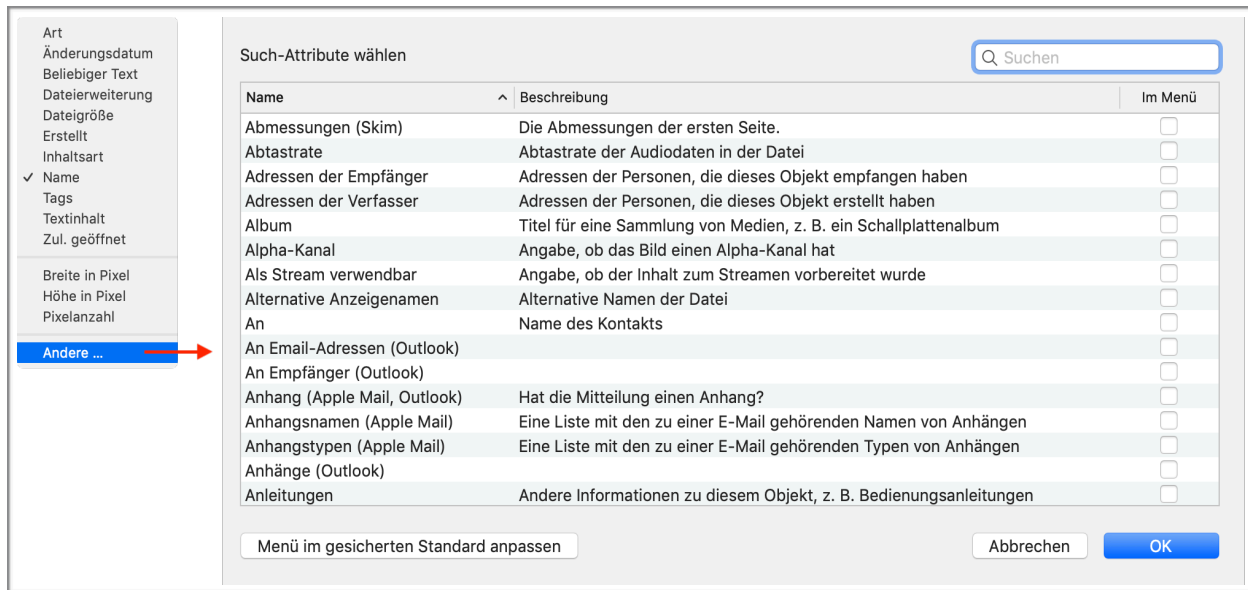 Art
Änderungsdatum
Beliebiger Text
Dateierweiterung
Dateigröße
Erstellt
Inhaltsart
✓ Name
Tags
Textinhalt
Zul. geöffnet
Breite in Pixel
Höhe in Pixel
Pixelanzahl
Andere ...
Such-Attribute wählen
Suchen
Name Beschreibung Im Menü
Abmessungen (Skim) Die Abmessungen der ersten Seite.
Abtastrate Abtastrate der Audiodaten in der Datei
Adressen der Empfänger Adressen der Personen, die dieses Objekt empfangen haben
Adressen der Verfasser Adressen der Personen, die dieses Objekt erstellt haben
Album Titel für eine Sammlung von Medien, z. B. ein Schallplattenalbum
Alpha-Kanal Angabe, ob das Bild einen Alpha-Kanal hat
Als Stream verwendbar Angabe, ob der Inhalt zum Streamen vorbereitet wurde
Alternative Anzeigenamen Alternative Namen der Datei
An Name des Kontakts
An Email-Adressen (Outlook)
An Empfänger (Outlook)
Anhang (Apple Mail, Outlook) Hat die Mitteilung einen Anhang?
Anhangsnamen (Apple Mail) Eine Liste mit den zu einer E-Mail gehörenden Namen von Anhängen
Anhangstypen (Apple Mail) Eine Liste mit den zu einer E-Mail gehörenden Typen von Anhängen
Anhänge (Outlook)
Anleitungen Andere Informationen zu diesem Objekt, z. B. Bedienungsanleitungen
Menü im gesicherten Standard anpassen Abbrechen OK